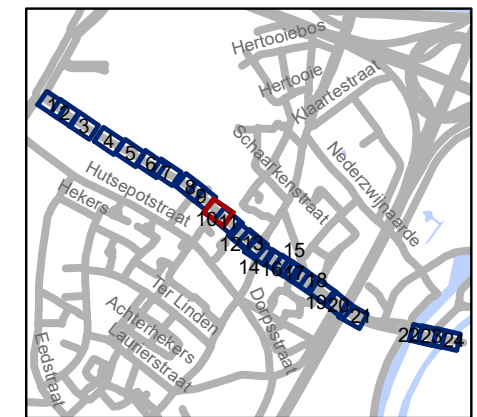 Hertooiebos
Hertooie
Klaartestraat
1
2
3
4
5
6
7
8
9
Schaarkenstraat
Nederzwijnaarde
Hutsepotstraat
Hekers
10
11
12
13
14
15
16
17
18
19
20
21
22
23
24
Ter Linden
Achterhekers
Laurierstraat
Dorpsstraat
Eedstraat